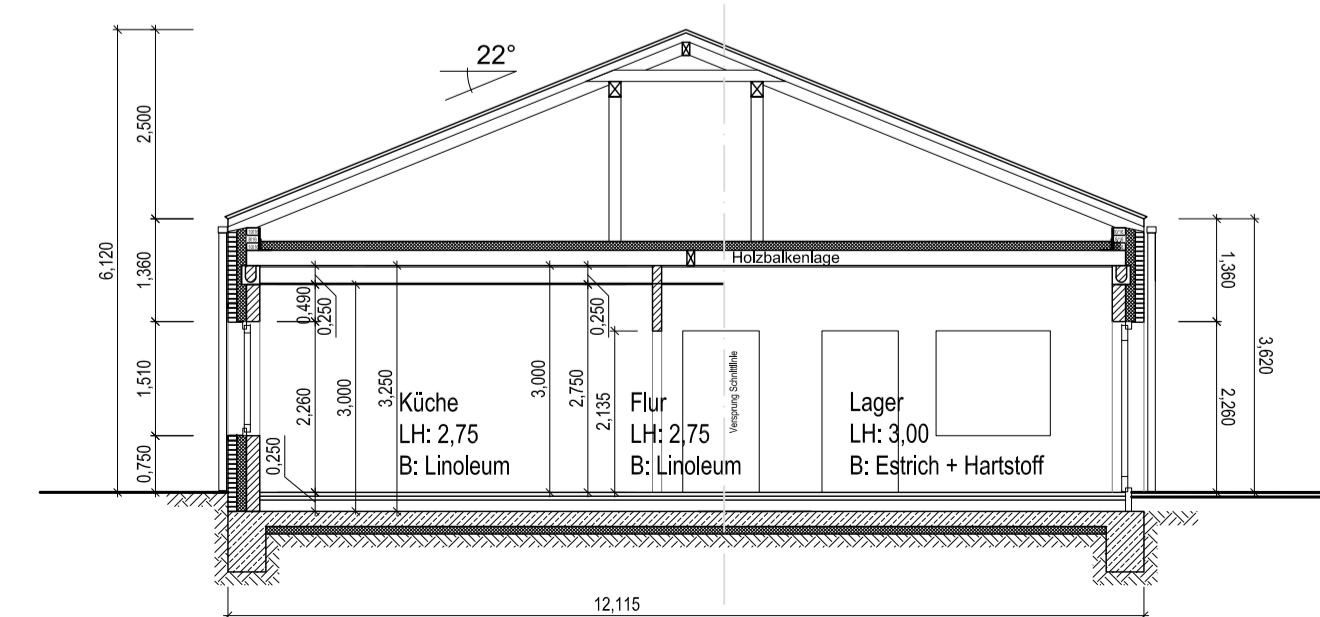 22°
2,500
6,120
1,360
1,510
0,750
0,490
0,250
2,260
0,250
3,000
3,250
Holzbalkenlage
3,000
2,750
0,250
2,135
Küche
LH: 2,75
B: Linoleum
Flur
LH: 2,75
B: Linoleum
Versprung Schnittlinie
Lager
LH: 3,00
B: Estrich + Hartstoff
1,360
2,260
3,620
12,115